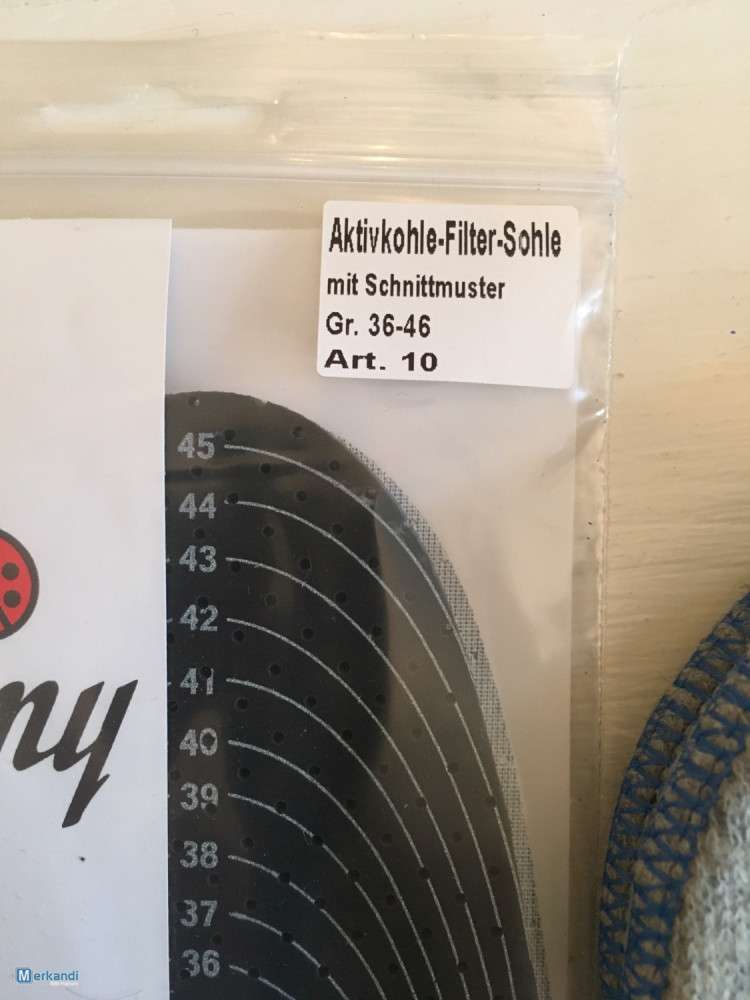 Aktivkohle-Filter-Sohle
mit Schnittmuster
Gr. 36-46
Art. 10
45
44
43
42
41
40
39
38
37
36
ny
Merkandi